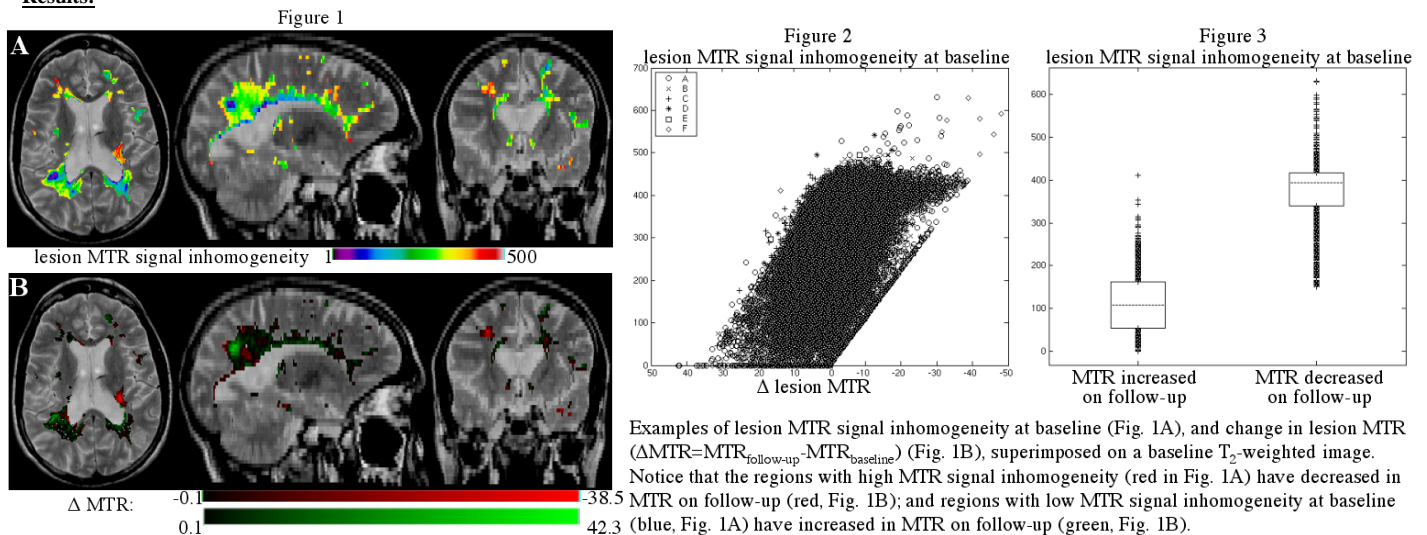 Results:
Figure 1
A
lesion MTR signal inhomogeneity 1 500
B
Δ MTR: -0.1 -38.5
0.1 42.3
Figure 2
lesion MTR signal inhomogeneity at baseline
A
B
C
D
E
F
700
600
500
400
300
200
100
0
50 40 30 20 10 0 -10 -20 -30 -40 -50
Δ lesion MTR
Figure 3
lesion MTR signal inhomogeneity at baseline
600
500
400
300
200
100
0
MTR increased MTR decreased
on follow-up on follow-up
Examples of lesion MTR signal inhomogeneity at baseline (Fig. 1A), and change in lesion MTR
(ΔMTR=MTRfollow-up-MTRbaseline) (Fig. 1B), superimposed on a baseline T2-weighted image.
Notice that the regions with high MTR signal inhomogeneity (red in Fig. 1A) have decreased in
MTR on follow-up (red, Fig. 1B); and regions with low MTR signal inhomogeneity at baseline
(blue, Fig. 1A) have increased in MTR on follow-up (green, Fig. 1B).